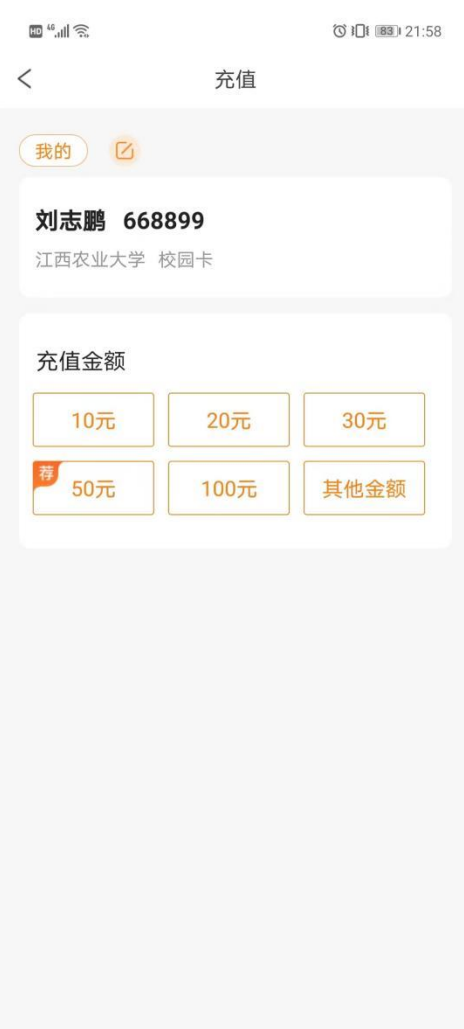 HD 4G 83 21:58
充值
我的
刘志鹏 668899
江西农业大学 校园卡
充值金额
10元 20元 30元
荐 50元 100元 其他金额